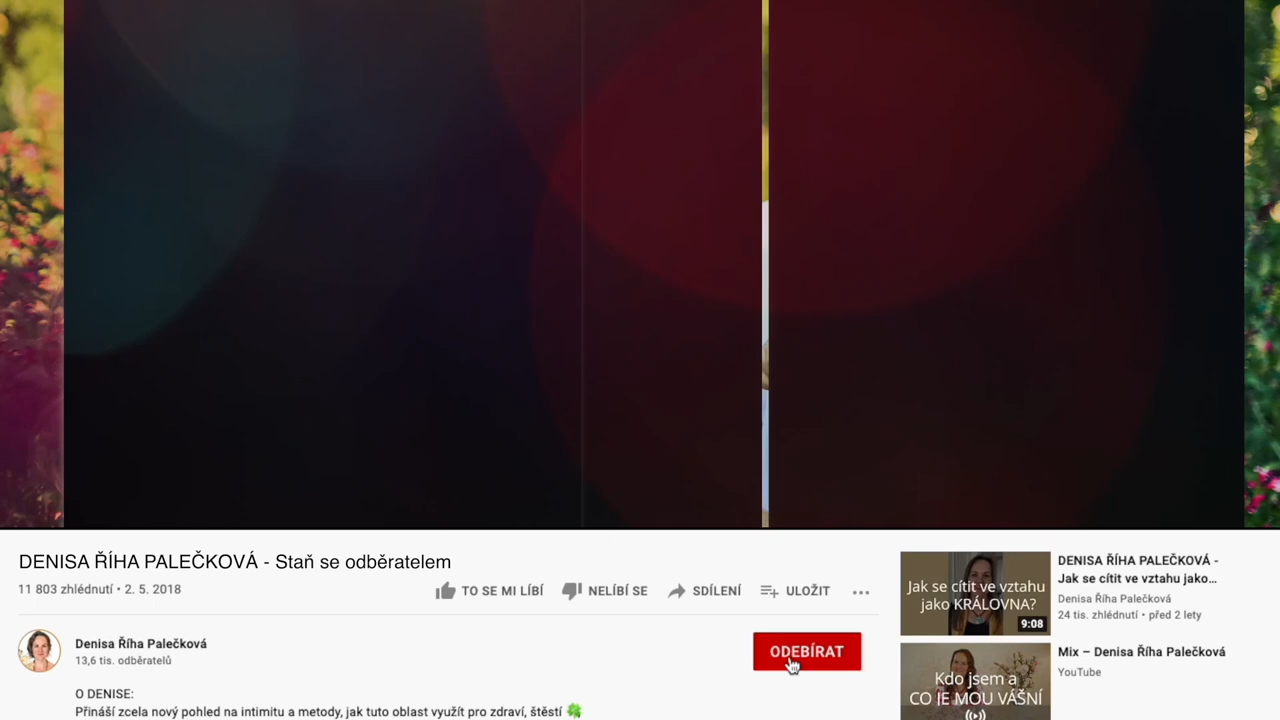 DENISA ŘÍHA PALEČKOVÁ - Staň se odběratelem
11 803 zhlédnutí • 2. 5. 2018
TO SE MI LÍBÍ
NELÍBÍ SE
SDÍLENÍ
ULOŽIT
Denisa Říha Palečková
13,6 tis. odběratelů
ODEBÍRAT
O DENISE:
Přináší zcela nový pohled na intimitu a metody, jak tuto oblast využít pro zdraví, štěstí 🍀
Jak se cítit ve vztahu
jako KRÁLOVNA?
9:08
DENISA ŘÍHA PALEČKOVÁ -
Jak se cítit ve vztahu jako...
Denisa Říha Palečková
24 tis. zhlédnutí • před 2 lety
Kdo jsem a
CO JE MOU VÁŠNÍ
Mix – Denisa Říha Palečková
YouTube